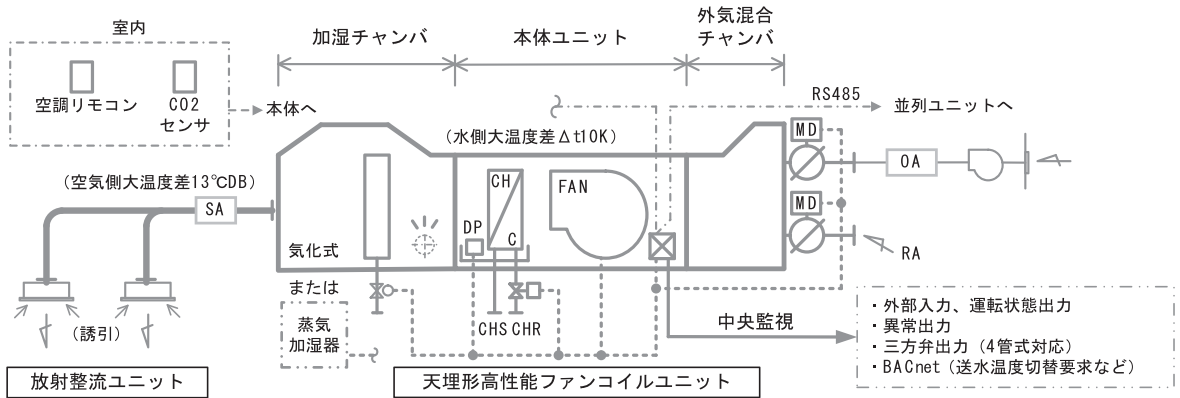 室内
空調リモコン
CO2
センサ
本体へ
加湿チャンバ
本体ユニット
外気混合
チャンバ
RS485
並列ユニットへ
(水側大温度差Δt10K)
(空気側大温度差13℃DB)
SA
CH
C
DP
FAN
MD
OA
MD
RA
気化式
または
蒸気
加湿器
CHS CHR
(誘引)
中央監視
・外部入力、運転状態出力
・異常出力
・三方弁出力(4管式対応)
・BACnet(送水温度切替要求など)
放射整流ユニット
天埋形高性能ファンコイルユニット